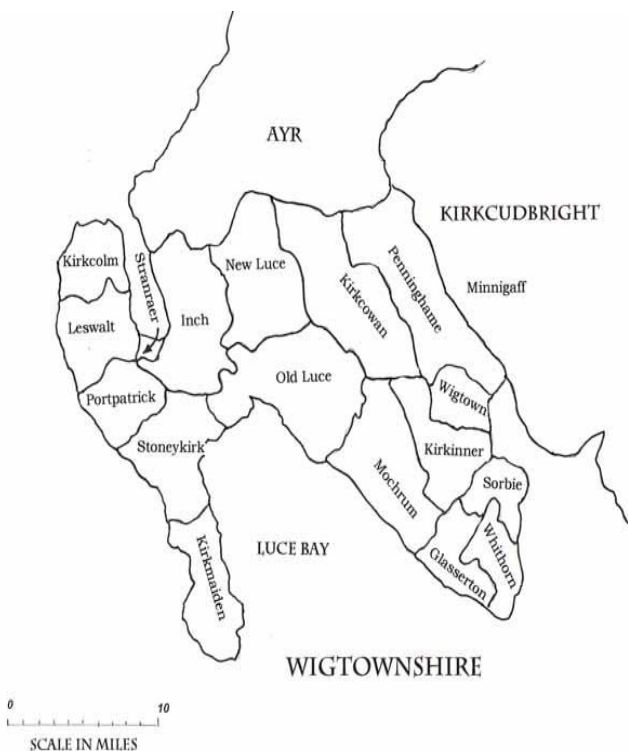 AYR
KIRKCUDBRIGHT
Kirkcolm
Stranraer
New Luce
Penninghame
Minnigaff
Kirkcowan
Leswalt
Inch
Old Luce
Portpatrick
Wigtown
Stoneykirk
Kirkinner
Mochrum
Sorbie
Whithorn
Glasserton
LUCE BAY
Kirkmaiden
WIGTOWNSHIRE
0 10
SCALE IN MILES